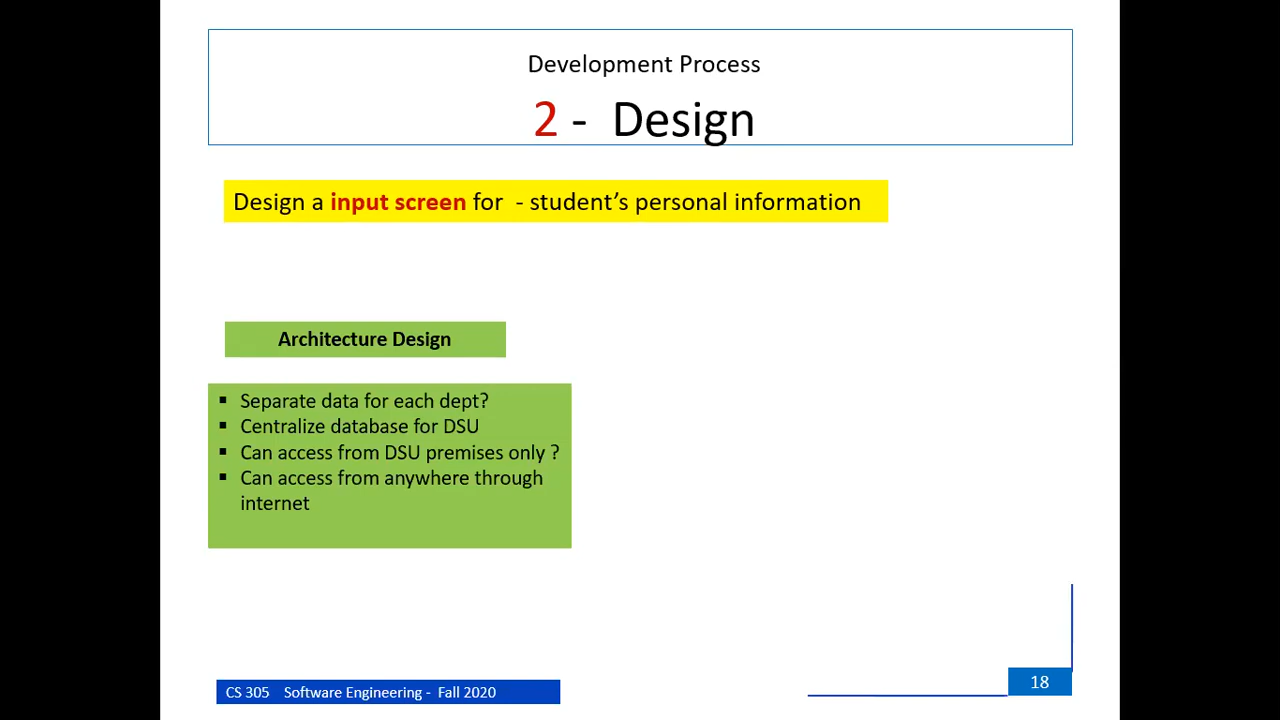 Development Process
2 - Design
Design a input screen for - student’s personal information
Architecture Design
▪ Separate data for each dept?
▪ Centralize database for DSU
▪ Can access from DSU premises only ?
▪ Can access from anywhere through
internet
CS 305 Software Engineering - Fall 2020
18